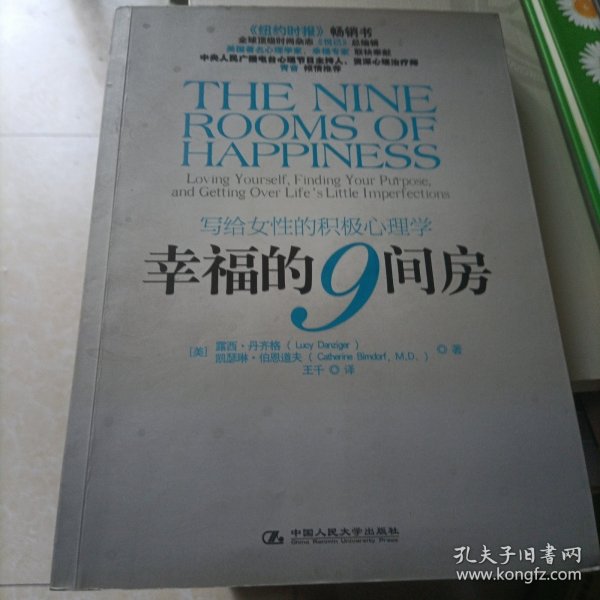 《纽约时报》畅销书
全球顶级时尚杂志《悦己》总编辑
美国著名心理学家、幸福专家 联袂奉献
中央人民广播电台心理节目主持人、资深心理治疗师
青音 倾情推荐
THE NINE
ROOMS OF
HAPPINESS
Loving Yourself, Finding Your Purpose,
and Getting Over Life's Little Imperfections
写给女性的积极心理学
幸福的9间房
[美] 露西·丹齐格 ( Lucy Danziger )
凯瑟琳·伯恩道夫 ( Catherine Birndorf, M.D. ) ◎ 著
王千 ◎ 译
中国人民大学出版社
China Renmin University Press
孔夫子旧书网
www.kongfz.com